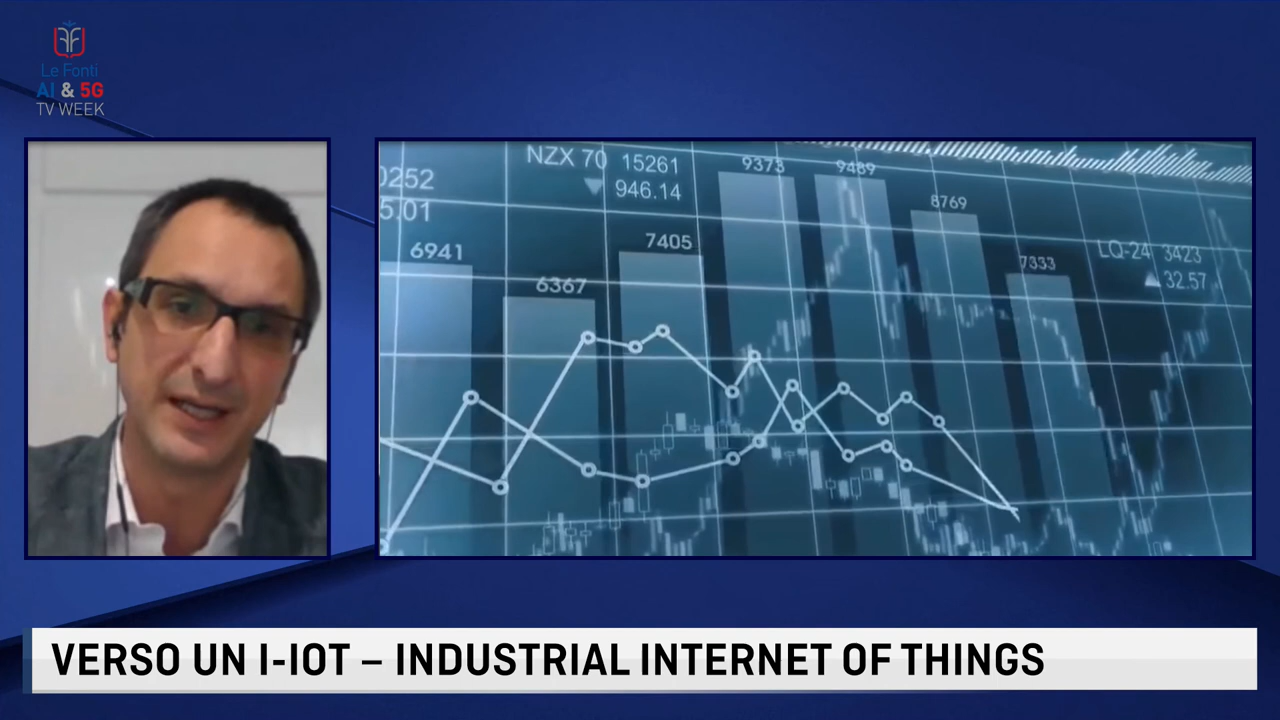 Le Fonti
AI & 5G
TV WEEK
0252
5.01
NZX 70 15261
946.14
6941
6367
7405
9373
9489
8769
7333
LQ-24 3423
32.57
VERSO UN I-IOT – INDUSTRIAL INTERNET OF THINGS